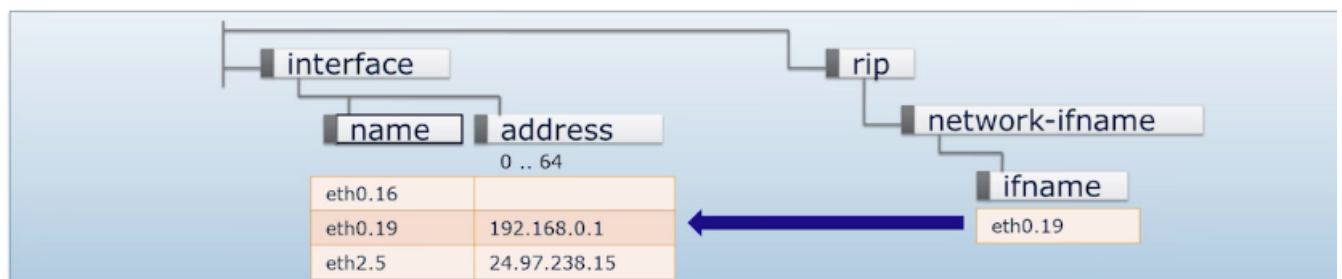 interface
rip
name address
network-ifname
0 .. 64
ifname
eth0.16
eth0.19 192.168.0.1
eth0.19
eth2.5 24.97.238.15